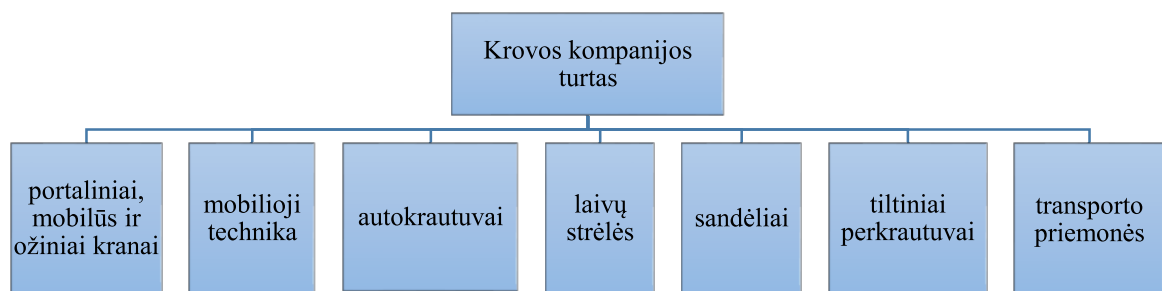 Krovos kompanijos
turtas
portaliniai,
mobilūs ir
ožiniai kranai
mobilioji
technika
autokrautuvai
laivų
strėlės
sandėliai
tiltiniai
perkrautuvai
transporto
priemonės